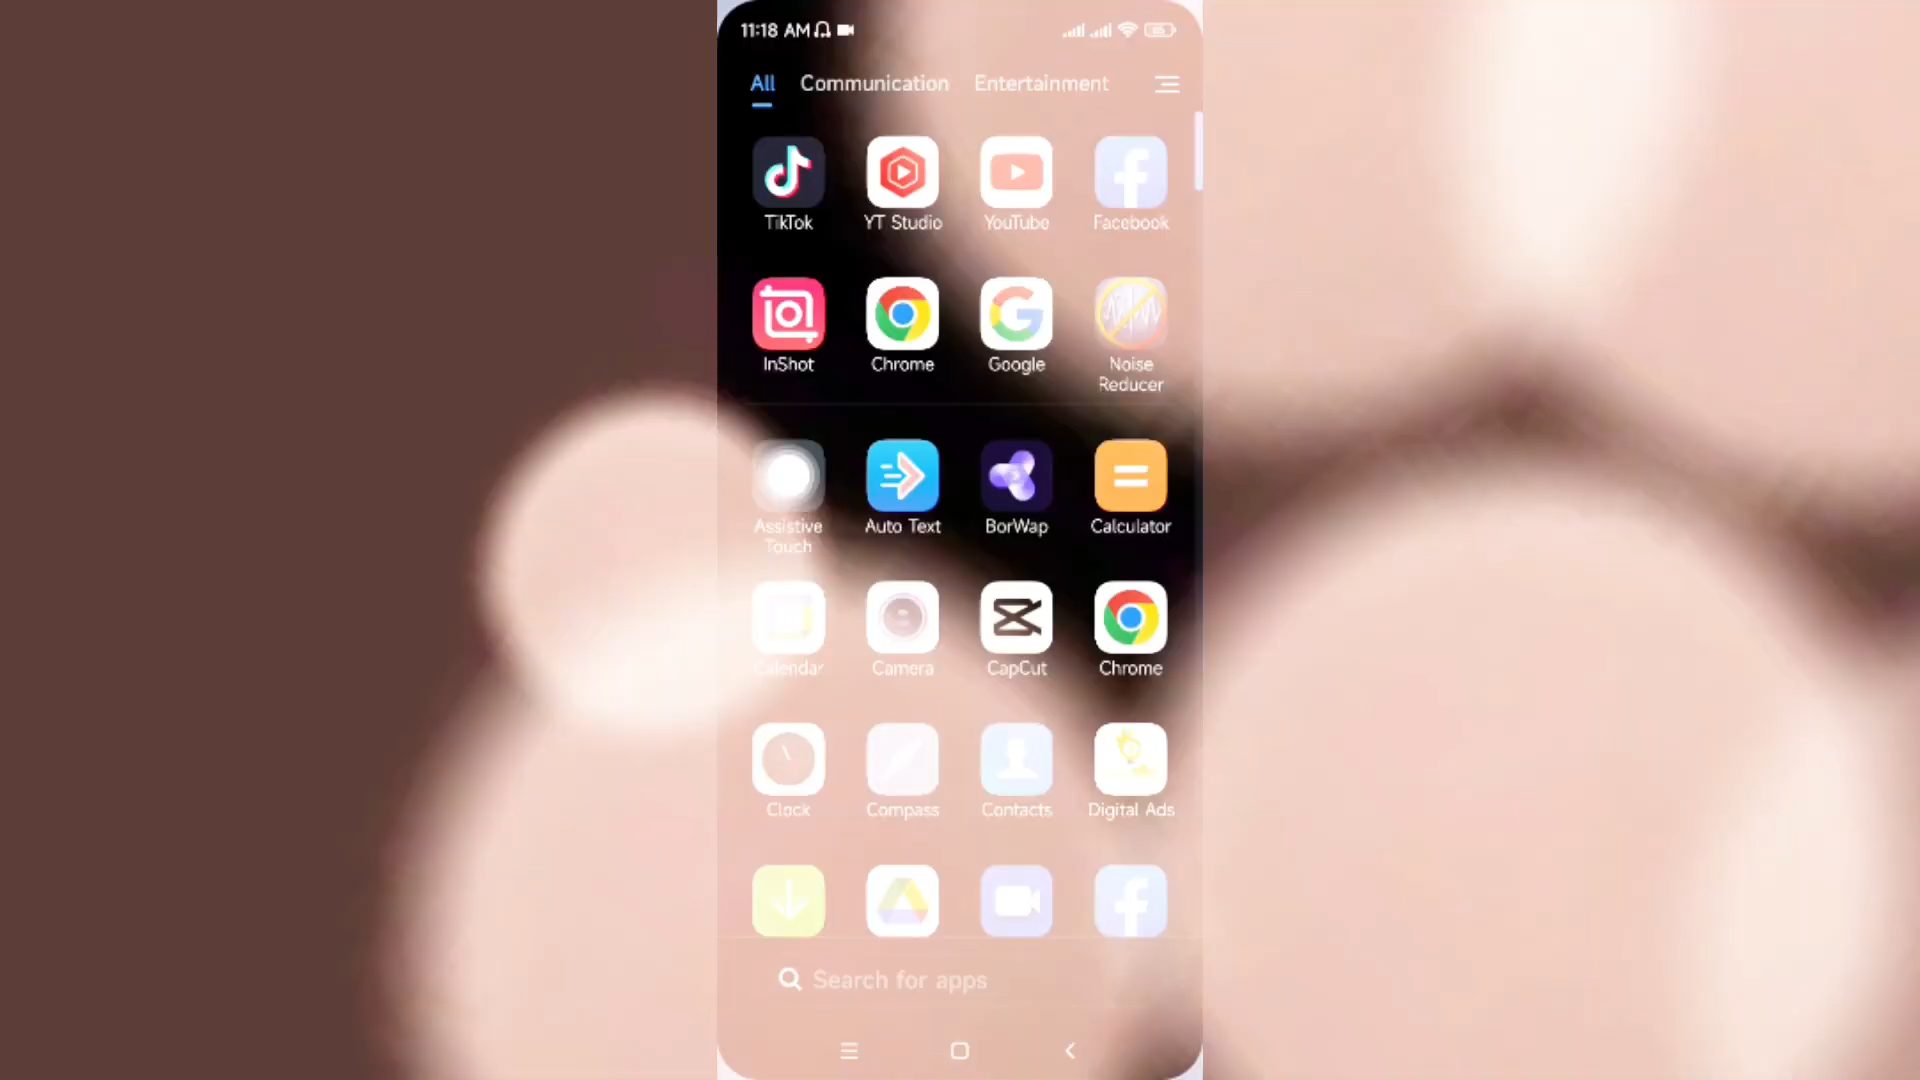 11:18 AM
All Communication Entertainment
TikTok YT Studio YouTube Facebook
InShot Chrome Google Noise Reducer
Assistive Touch Auto Text BorWap Calculator
Calendar Camera CapCut Chrome
Clock Compass Contacts Digital Ads
Search for apps